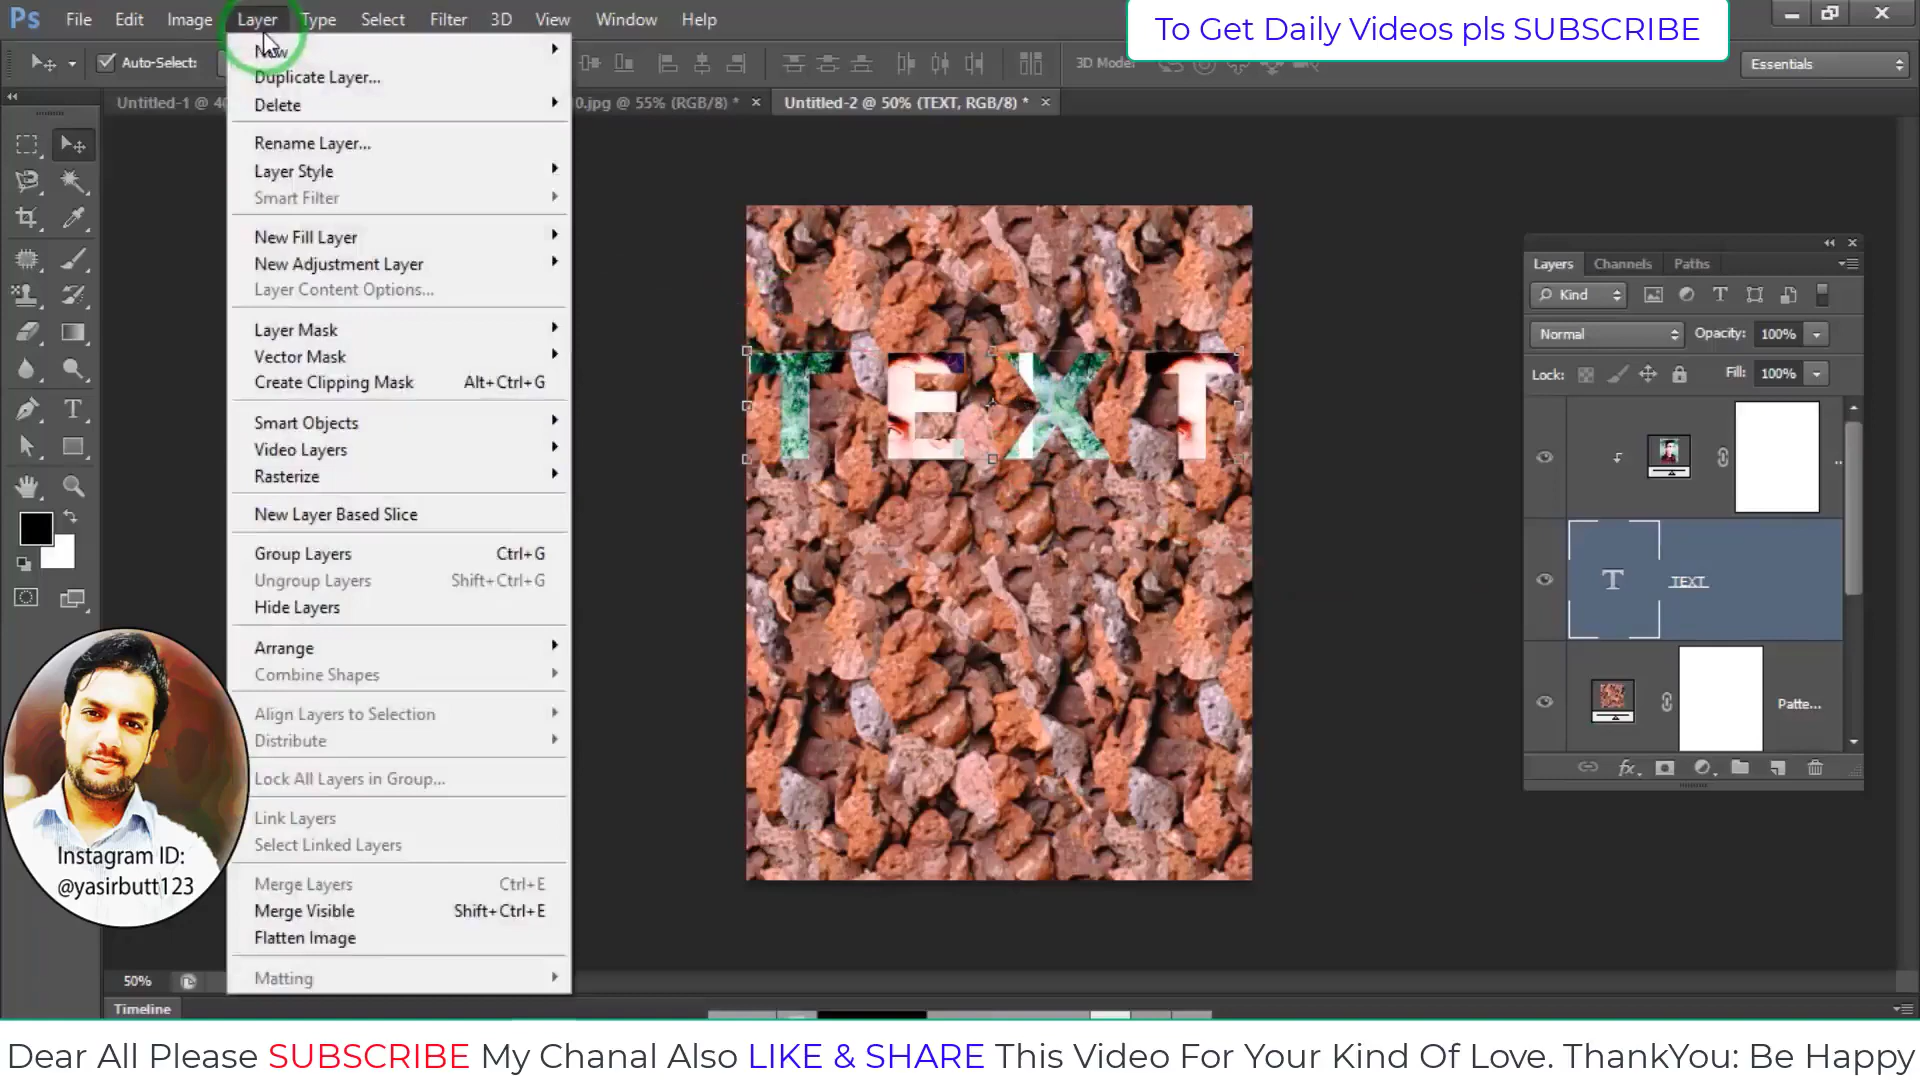 Ps File Edit Image Layer Type Select Filter 3D View Window Help
To Get Daily Videos pls SUBSCRIBE
Auto-Select:
3D Model
Essentials
Untitled-1 @ 40
0.jpg @ 55% (RGB/8) *
Untitled-2 @ 50% (TEXT, RGB/8) *
New
Duplicate Layer...
Delete
Rename Layer...
Layer Style
Smart Filter
New Fill Layer
New Adjustment Layer
Layer Content Options...
Layer Mask
Vector Mask
Create Clipping Mask Alt+Ctrl+G
Smart Objects
Video Layers
Rasterize
New Layer Based Slice
Group Layers Ctrl+G
Ungroup Layers Shift+Ctrl+G
Hide Layers
Arrange
Combine Shapes
Align Layers to Selection
Distribute
Lock All Layers in Group...
Link Layers
Select Linked Layers
Merge Layers Ctrl+E
Merge Visible Shift+Ctrl+E
Flatten Image
Matting
TEXT
Layers Channels Paths
Kind
Normal Opacity: 100%
Lock: Fill: 100%
T TEXT
Patte...
fx
Instagram ID:
@yasirbutt123
50%
Timeline
Dear All Please SUBSCRIBE My Chanal Also LIKE & SHARE This Video For Your Kind Of Love. ThankYou: Be Happy